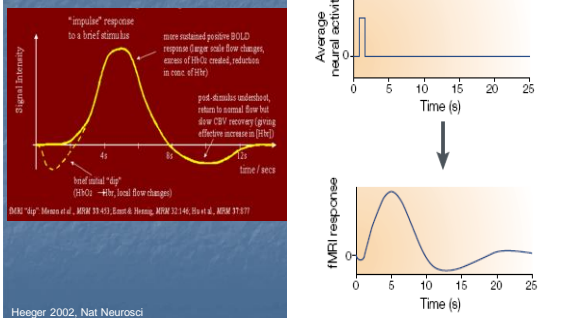 "impulse" response
to a brief stimulus
more sustained positive BOLD
response (larger scale flow changes,
excess of HbO₂ created, reduction
in conc. of Hbr)
Signal Intensity
post-stimulus undershoot,
return to normal flow but
slow CBV recovery (giving
effective increase in [Hbr])
4s
8s
12s
time / secs
brief initial "dip"
(HbO₂ →Hbr, local flow changes)
fMRI "dip": Menon et al., MRM 33:453; Ernst & Hennig, MRM 32:146; Hu et al., MRM 37:877
Heeger 2002, Nat Neurosci
Average
neural activit
0
0 5 10 15 20 25
Time (s)
fMRI response
0
0 5 10 15 20 25
Time (s)